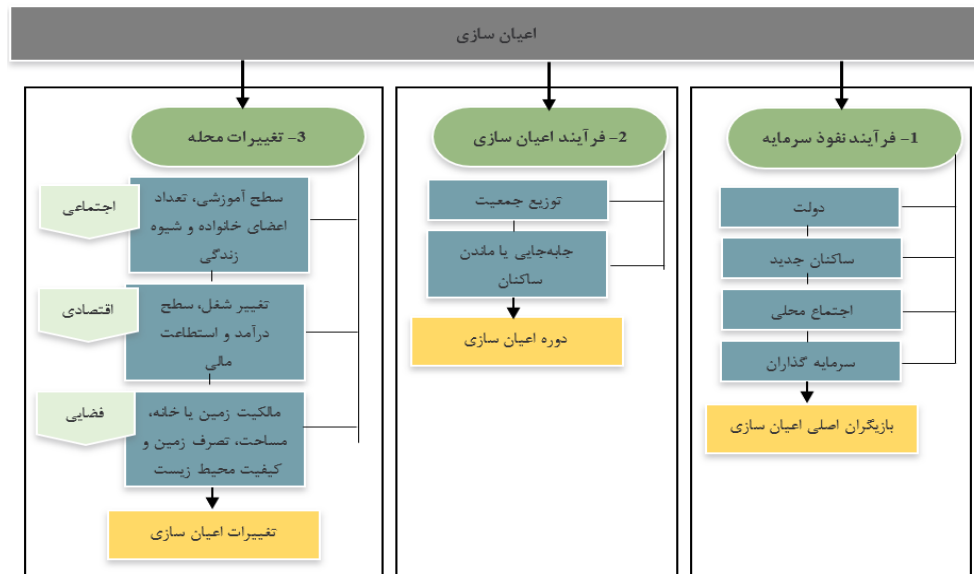 اعیان سازی
1- فرآیند نفوذ سرمایه
دولت
ساکنان جدید
اجتماع محلی
سرمایه گذاران
بازیگران اصلی اعیان سازی
2- فرآیند اعیان سازی
توزیع جمعیت
جابه‌جایی یا ماندن
ساکنان
دوره اعیان سازی
3- تغییرات محله
اجتماعی
سطح آموزشی، تعداد
اعضای خانواده و شیوه
زندگی
اقتصادی
تغییر شغل، سطح
درآمد و استطاعت
مالی
فضایی
مالکیت زمین یا خانه،
مساحت، تصرف زمین و
کیفیت محیط زیست
تغییرات اعیان سازی